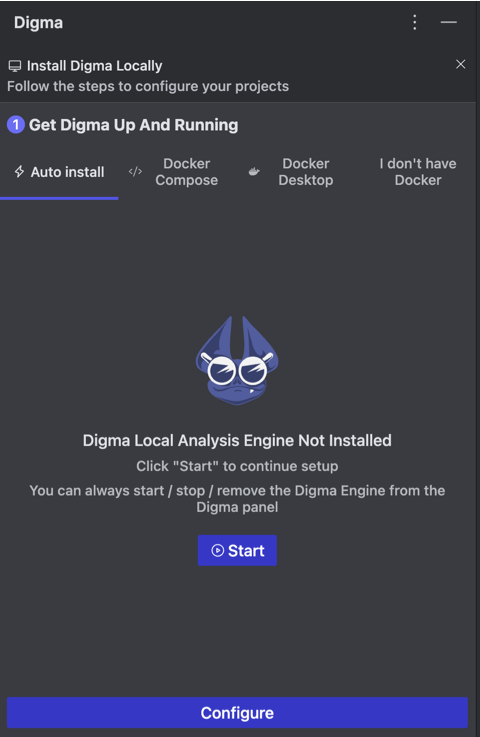 Digma
Install Digma Locally
Follow the steps to configure your projects
1 Get Digma Up And Running
Auto install
</> Docker Compose
Docker Desktop
I don't have Docker
Digma Local Analysis Engine Not Installed
Click "Start" to continue setup
You can always start / stop / remove the Digma Engine from the
Digma panel
Start
Configure